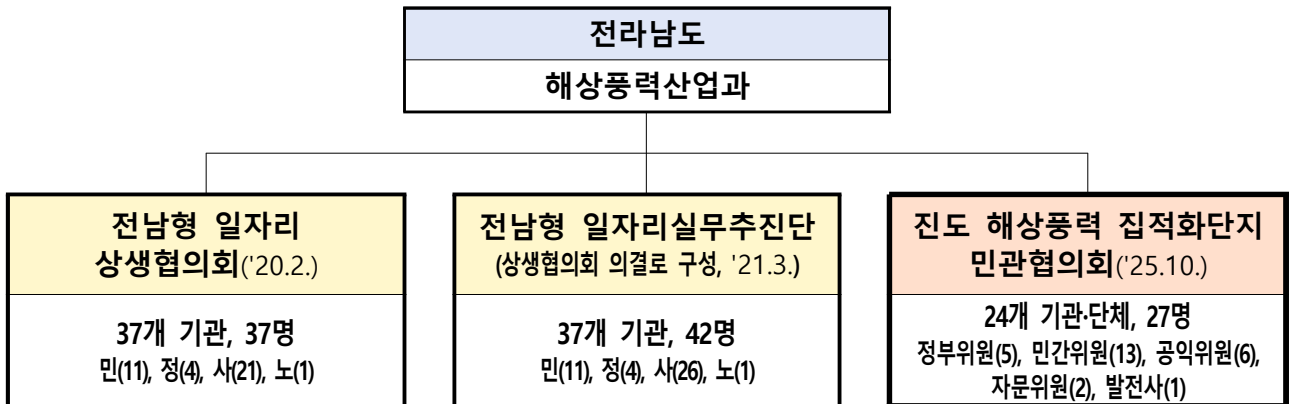 전라남도
해상풍력산업과
전남형 일자리
상생협의회('20.2.)
37개 기관, 37명
민(11), 정(4), 사(21), 노(1)
전남형 일자리실무추진단
(상생협의회 의결로 구성, '21.3.)
37개 기관, 42명
민(11), 정(4), 사(26), 노(1)
진도 해상풍력 집적화단지
민관협의회('25.10.)
24개 기관·단체, 27명
정부위원(5), 민간위원(13), 공익위원(6),
자문위원(2), 발전사(1)